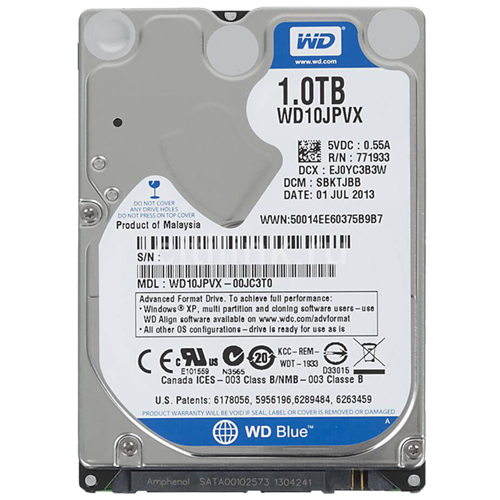 WD
www.wd.com
1.0TB
WD10JPVX
5VDC : 0.55A
R/N : 771933
DCX : EJ0YC3B3W
DCM : SBKTJBB
DATE: 01 JUL 2013
DO NOT COVER
ANY DRIVE HOLES
DO NOT PRESS ON TOP COVER
Product of Malaysia
WWN:50014EE60375B9B7
S/N :
MDL : WD10JPVX-00JC3T0
Advanced Format Drive. To achieve full performance:
• Windows® XP, multi partition and cloning software users - use
WD Align software available on www.wdc.com/advformat
• All other OS configurations - drive is ready for use as is
KCC-REM-
WDT-1933
20
E101559
N3565
D33015
Canada ICES-003 Class B/NMB-003 Classe B
U.S. Patents: 6178056, 5956196,6289484, 6263459
PRODUCT WARRANTY WILL BE VOID IF ANY SEAL, LABEL, SCREW OR COVER IS REMOVED OR DAMAGED
A
WD Blue™
Amphenol SATA00102573 1304241